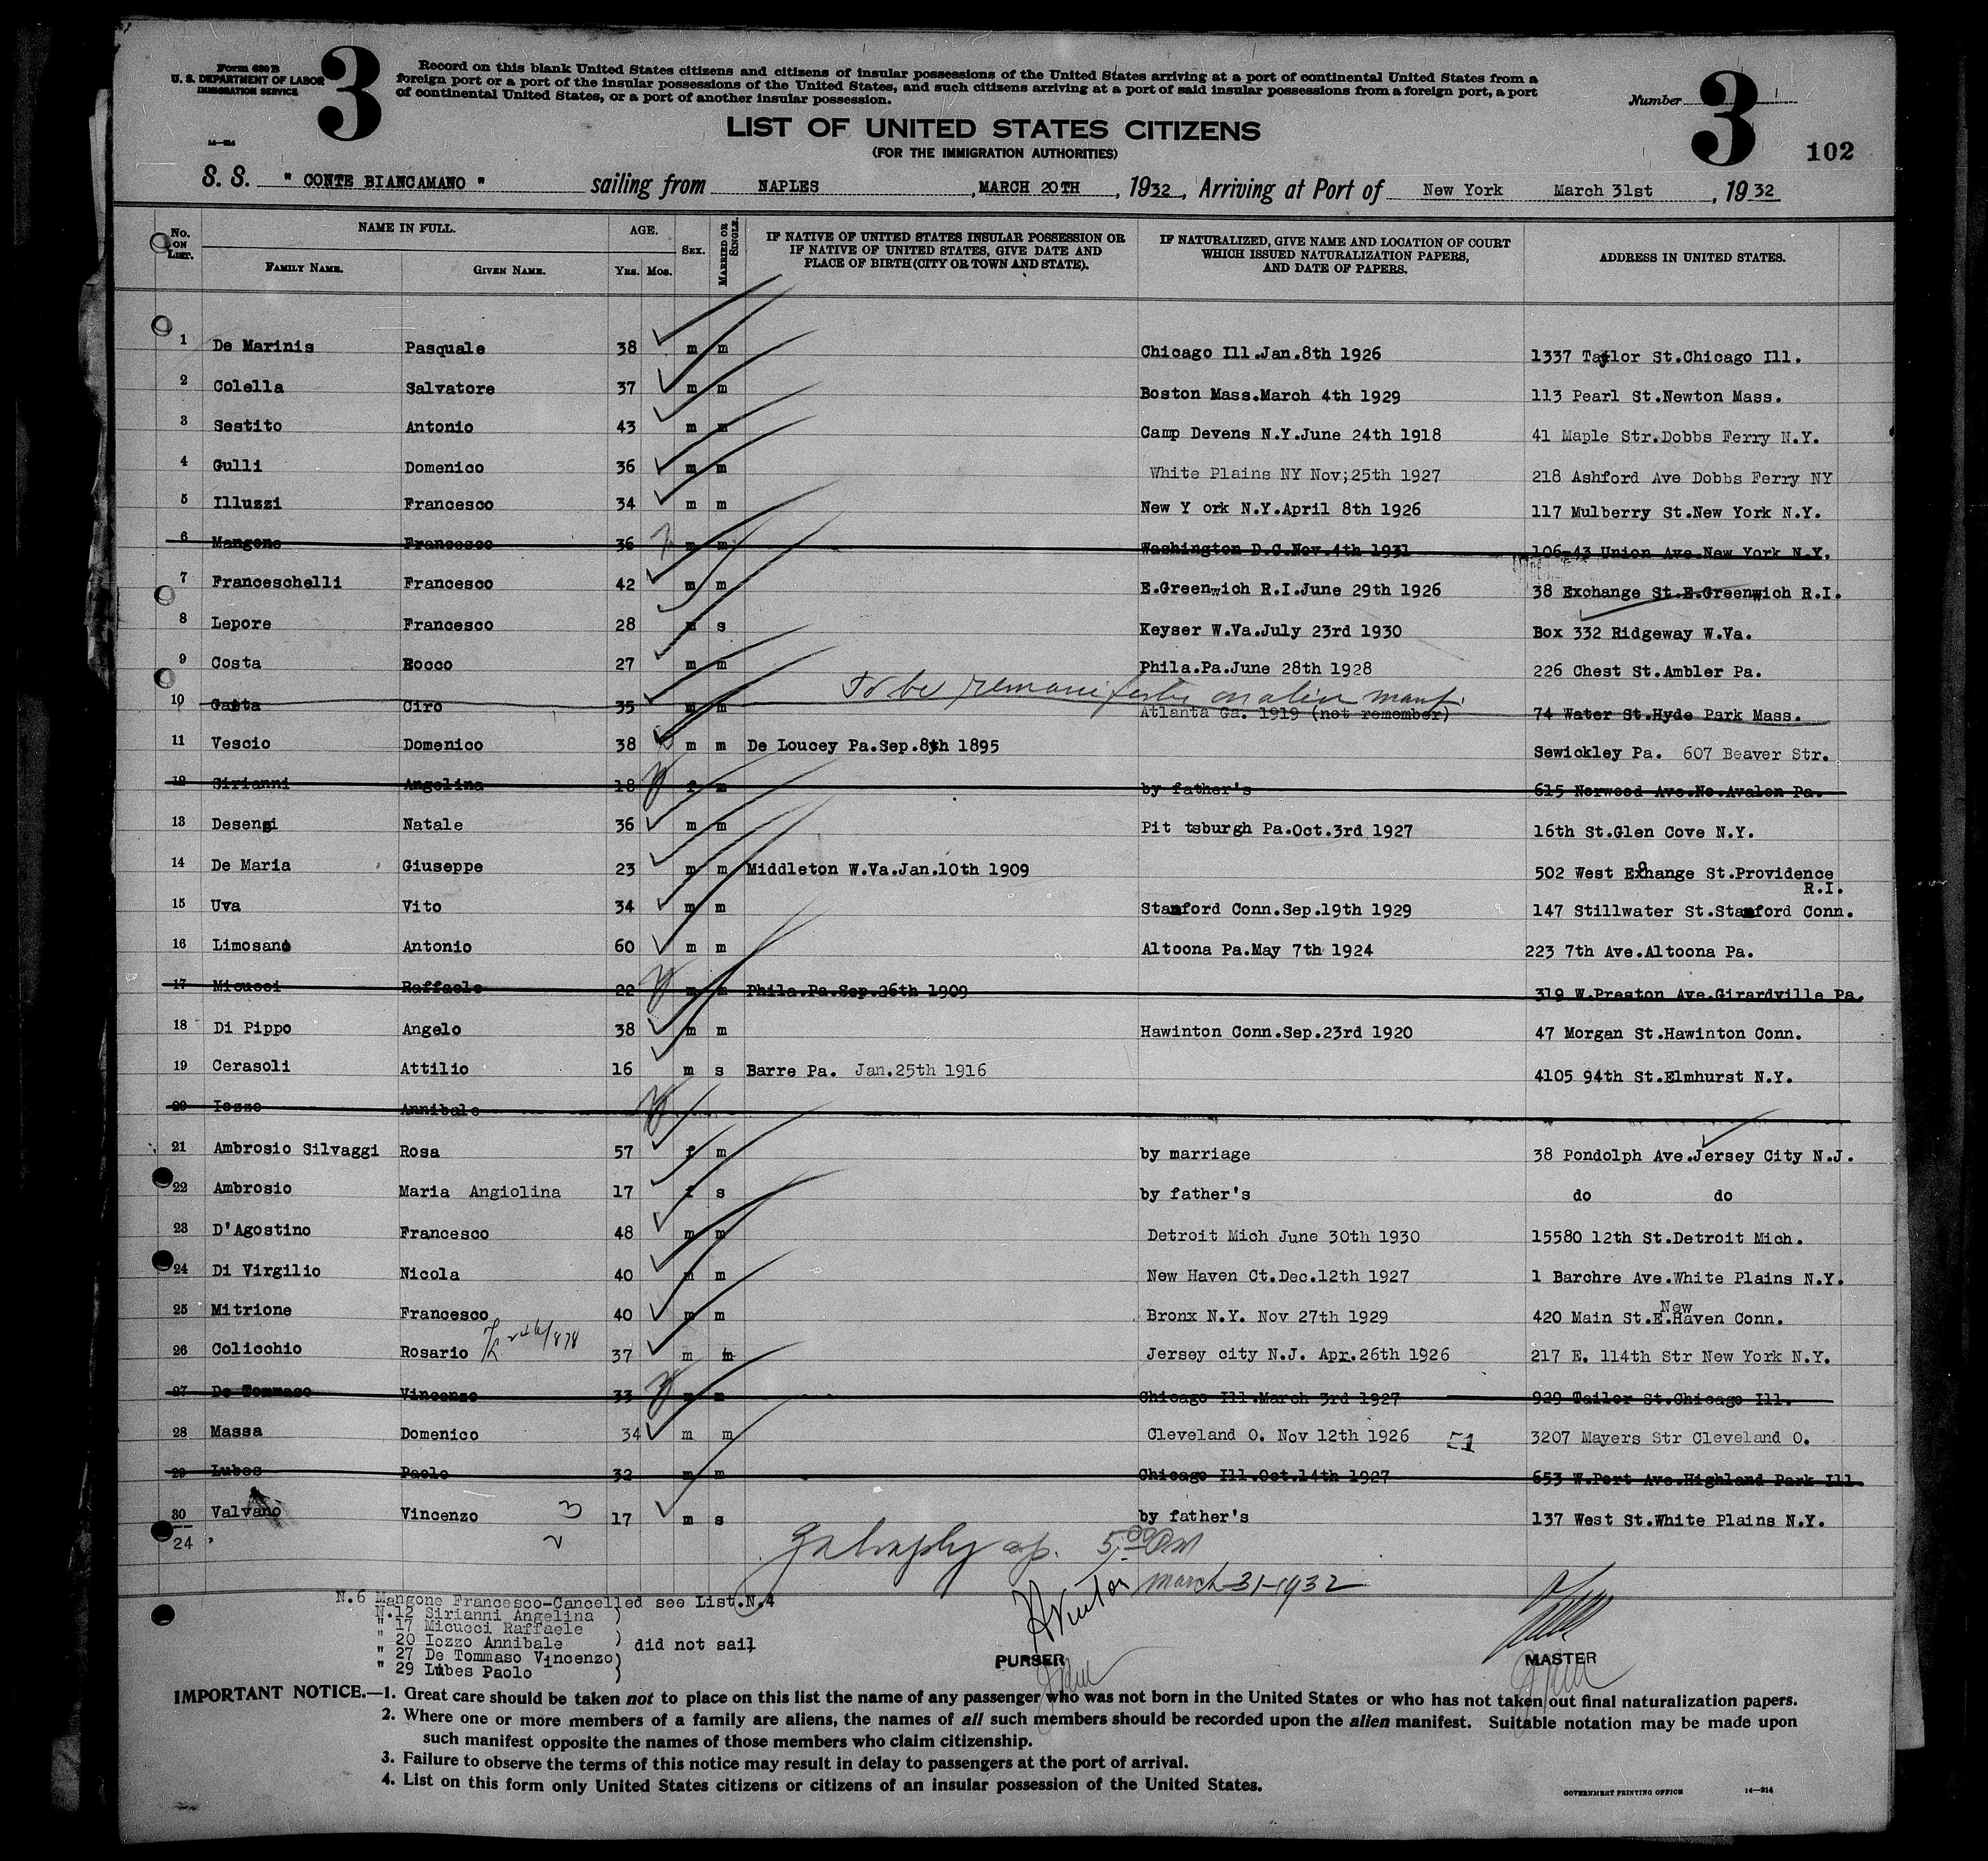 Form 630 B
U. S. DEPARTMENT OF LABOR
IMMIGRATION SERVICE
3
Record on this blank United States citizens and citizens of insular possessions of the United States arriving at a port of continental United States from a
foreign port or a port of the insular possessions of the United States, and such citizens arriving at a port of said insular possessions from a foreign port, a port
of continental United States, or a port of another insular possession.
Number 3
14—214
LIST OF UNITED STATES CITIZENS
(FOR THE IMMIGRATION AUTHORITIES)
102
S. S. " CONTE BIANCAMANO " sailing from NAPLES , MARCH 20TH , 1932 , Arriving at Port of New York March 31st , 1932
No. ON LIST. NAME IN FULL. AGE. SEX. MARRIED OR SINGLE. IF NATIVE OF UNITED STATES INSULAR POSSESSION OR IF NATIVE OF UNITED STATES, GIVE DATE AND PLACE OF BIRTH (CITY OR TOWN AND STATE). IF NATURALIZED, GIVE NAME AND LOCATION OF COURT WHICH ISSUED NATURALIZATION PAPERS, AND DATE OF PAPERS. ADDRESS IN UNITED STATES.
FAMILY NAME. GIVEN NAME. YRS. MOS.
1 De Marinis Pasquale 38 m m Chicago Ill.Jan.8th 1926 1337 Taylor St.Chicago Ill.
2 Colella Salvatore 37 m m Boston Mass.March 4th 1929 113 Pearl St.Newton Mass.
3 Sestito Antonio 43 m m Camp Devens N.Y.June 24th 1918 41 Maple Str.Dobbs Ferry N.Y.
4 Gulli Domenico 36 m m White Plains NY Nov;25th 1927 218 Ashford Ave Dobbs Ferry NY
5 Illuzzi Francesco 34 m m New Y ork N.Y.April 8th 1926 117 Mulberry St.New York N.Y.
6 Mangone Francesco 36 m m Washington D.C.Nov.4th 1931 106-43 Union Ave.New York N.Y.
7 Franceschelli Francesco 42 m m E.Greenwich R.I.June 29th 1926 38 Exchange St.E.Greenwich R.I.
8 Lepore Francesco 28 m s Keyser W.Va.July 23rd 1930 Box 332 Ridgeway W.Va.
9 Costa Rocco 27 m m Phila.Pa.June 28th 1928 226 Chest St.Ambler Pa.
To be remanifested on alien manf.
10 Gatta Ciro 35 m m Atlanta Ga. 1919 (not remember) 74 Water St.Hyde Park Mass.
11 Vescio Domenico 38 m m De Loucey Pa.Sep.8th 1895 Sewickley Pa. 607 Beaver Str.
12 Sirianni Angelina 18 f m by father's 615 Norwood Ave.No.Avalon Pa.
13 Desensi Natale 36 m m Pit tsburgh Pa.Oct.3rd 1927 16th St.Glen Cove N.Y.
14 De Maria Giuseppe 23 m m Middleton W.Va.Jan.10th 1909 502 West Exhange St.Providence
c
R.I.
15 Uva Vito 34 m m Stamford Conn.Sep.19th 1929 147 Stillwater St.Stamford Conn.
16 Limosano Antonio 60 m m Altoona Pa.May 7th 1924 223 7th Ave.Altoona Pa.
17 Micucci Raffaele 22 m m Phila.Pa.Sep.26th 1909 319 W.Preston Ave.Girardville Pa.
18 Di Pippo Angelo 38 m m Hawinton Conn.Sep.23rd 1920 47 Morgan St.Hawinton Conn.
19 Cerasoli Attilio 16 m s Barre Pa. Jan.25th 1916 4105 94th St.Elmhurst N.Y.
20 Iozzo Annibale
21 Ambrosio Silvaggi Rosa 57 f m by marriage 38 Pondolph Ave.Jersey City N.J.
22 Ambrosio Maria Angiolina 17 f s by father's do do
23 D'Agostino Francesco 48 m m Detroit Mich June 30th 1930 15580 12th St.Detroit Mich.
24 Di Virgilio Nicola 40 m m New Haven Ct.Dec.12th 1927 1 Barchre Ave.White Plains N.Y.
25 Mitrione Francesco 40 m m Bronx N.Y. Nov 27th 1929 420 Main St.E.Haven Conn.
New
26 Colicchio Rosario 37 m m Jersey city N.J. Apr.26th 1926 217 E. 114th Str New York N.Y.
27 De Tommaso Vincenzo 33 m m Chicago Ill.March 3rd 1927 929 Tailor St.Chicago Ill.
28 Massa Domenico 34 m m Cleveland O. Nov 12th 1926 3207 Mayers Str Cleveland O.
29 Lubes Paolo 32 m m Chicago Ill.Oct.14th 1927 653 W.Port Ave.Highland Park Ill
30 Valvano Vincenzo 3 17 m s by father's 137 West St.White Plains N.Y.
24 2
5.00 PM
March-31-1932
N.6 Mangone Francesco-Cancelled see List.N.4
N.12 Sirianni Angelina )
" 17 Micucci Raffaele
" 20 Iozzo Annibale ) did not sail
" 27 De Tommaso Vincenzo)
" 29 Lubes Paolo )
PURSER MASTER
IMPORTANT NOTICE.—1. Great care should be taken not to place on this list the name of any passenger who was not born in the United States or who has not taken out final naturalization papers.
2. Where one or more members of a family are aliens, the names of all such members should be recorded upon the alien manifest. Suitable notation may be made upon
such manifest opposite the names of those members who claim citizenship.
3. Failure to observe the terms of this notice may result in delay to passengers at the port of arrival.
4. List on this form only United States citizens or citizens of an insular possession of the United States.
GOVERNMENT PRINTING OFFICE 14—214